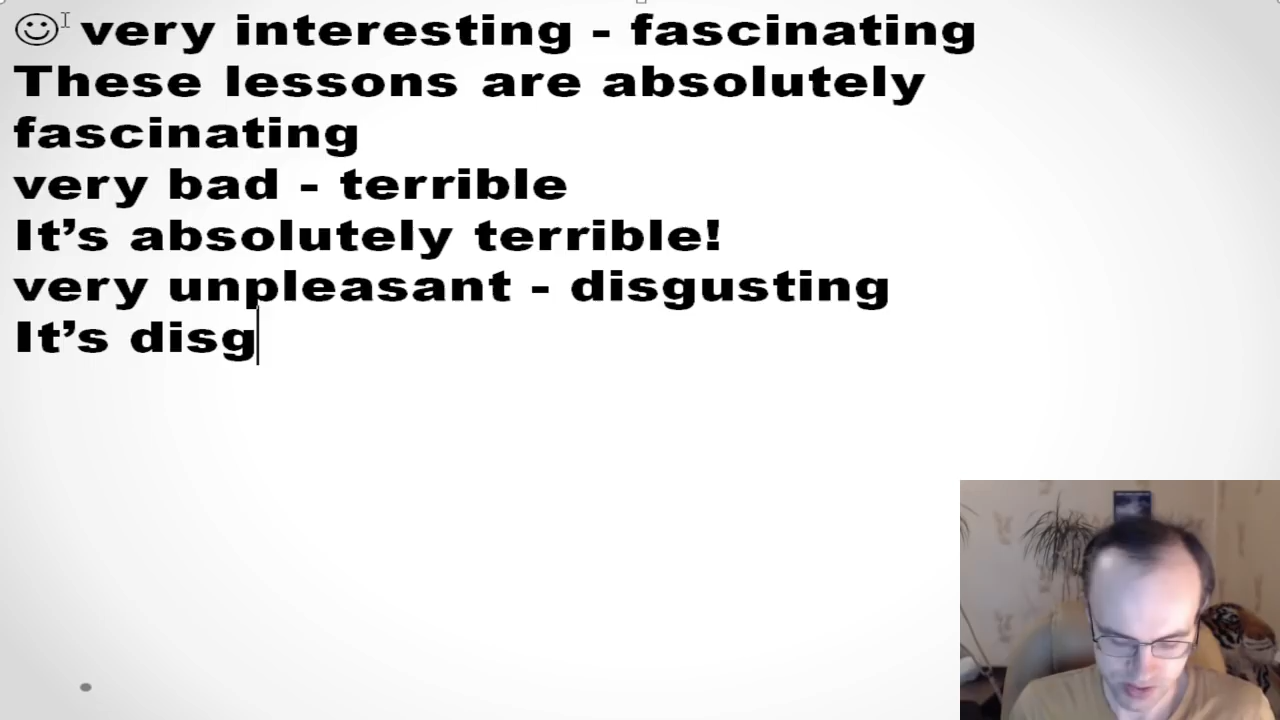 ☺ very interesting - fascinating
These lessons are absolutely
fascinating
very bad - terrible
It’s absolutely terrible!
very unpleasant - disgusting
It’s disg